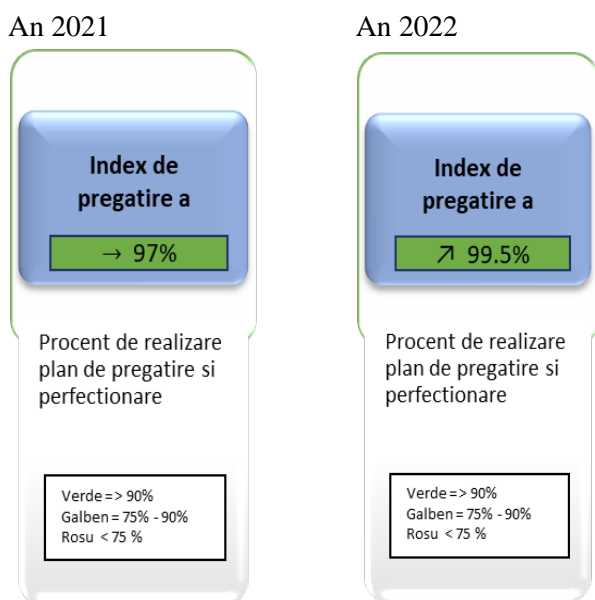 An 2021
Index de
pregatire a
→ 97%
Procent de realizare
plan de pregatire si
perfectionare
Verde => 90%
Galben = 75% - 90%
Rosu < 75 %
An 2022
Index de
pregatire a
↗ 99.5%
Procent de realizare
plan de pregatire si
perfectionare
Verde => 90%
Galben = 75% - 90%
Rosu < 75 %